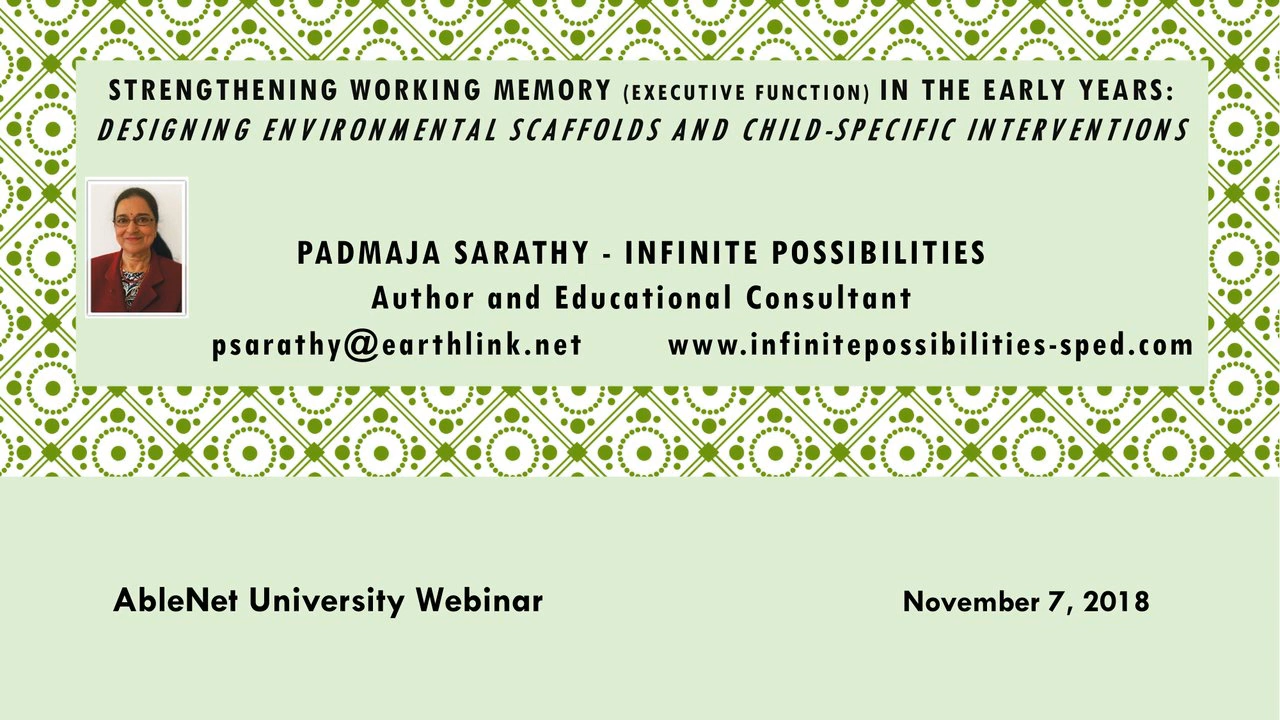 STRENGTHENING WORKING MEMORY (EXECUTIVE FUNCTION) IN THE EARLY YEARS:
DESIGNING ENVIRONMENTAL SCAFFOLDS AND CHILD-SPECIFIC INTERVENTIONS
PADMAJA SARATHY - INFINITE POSSIBILITIES
Author and Educational Consultant
psarathy@earthlink.net www.infinitepossibilities-sped.com
AbleNet University Webinar November 7, 2018